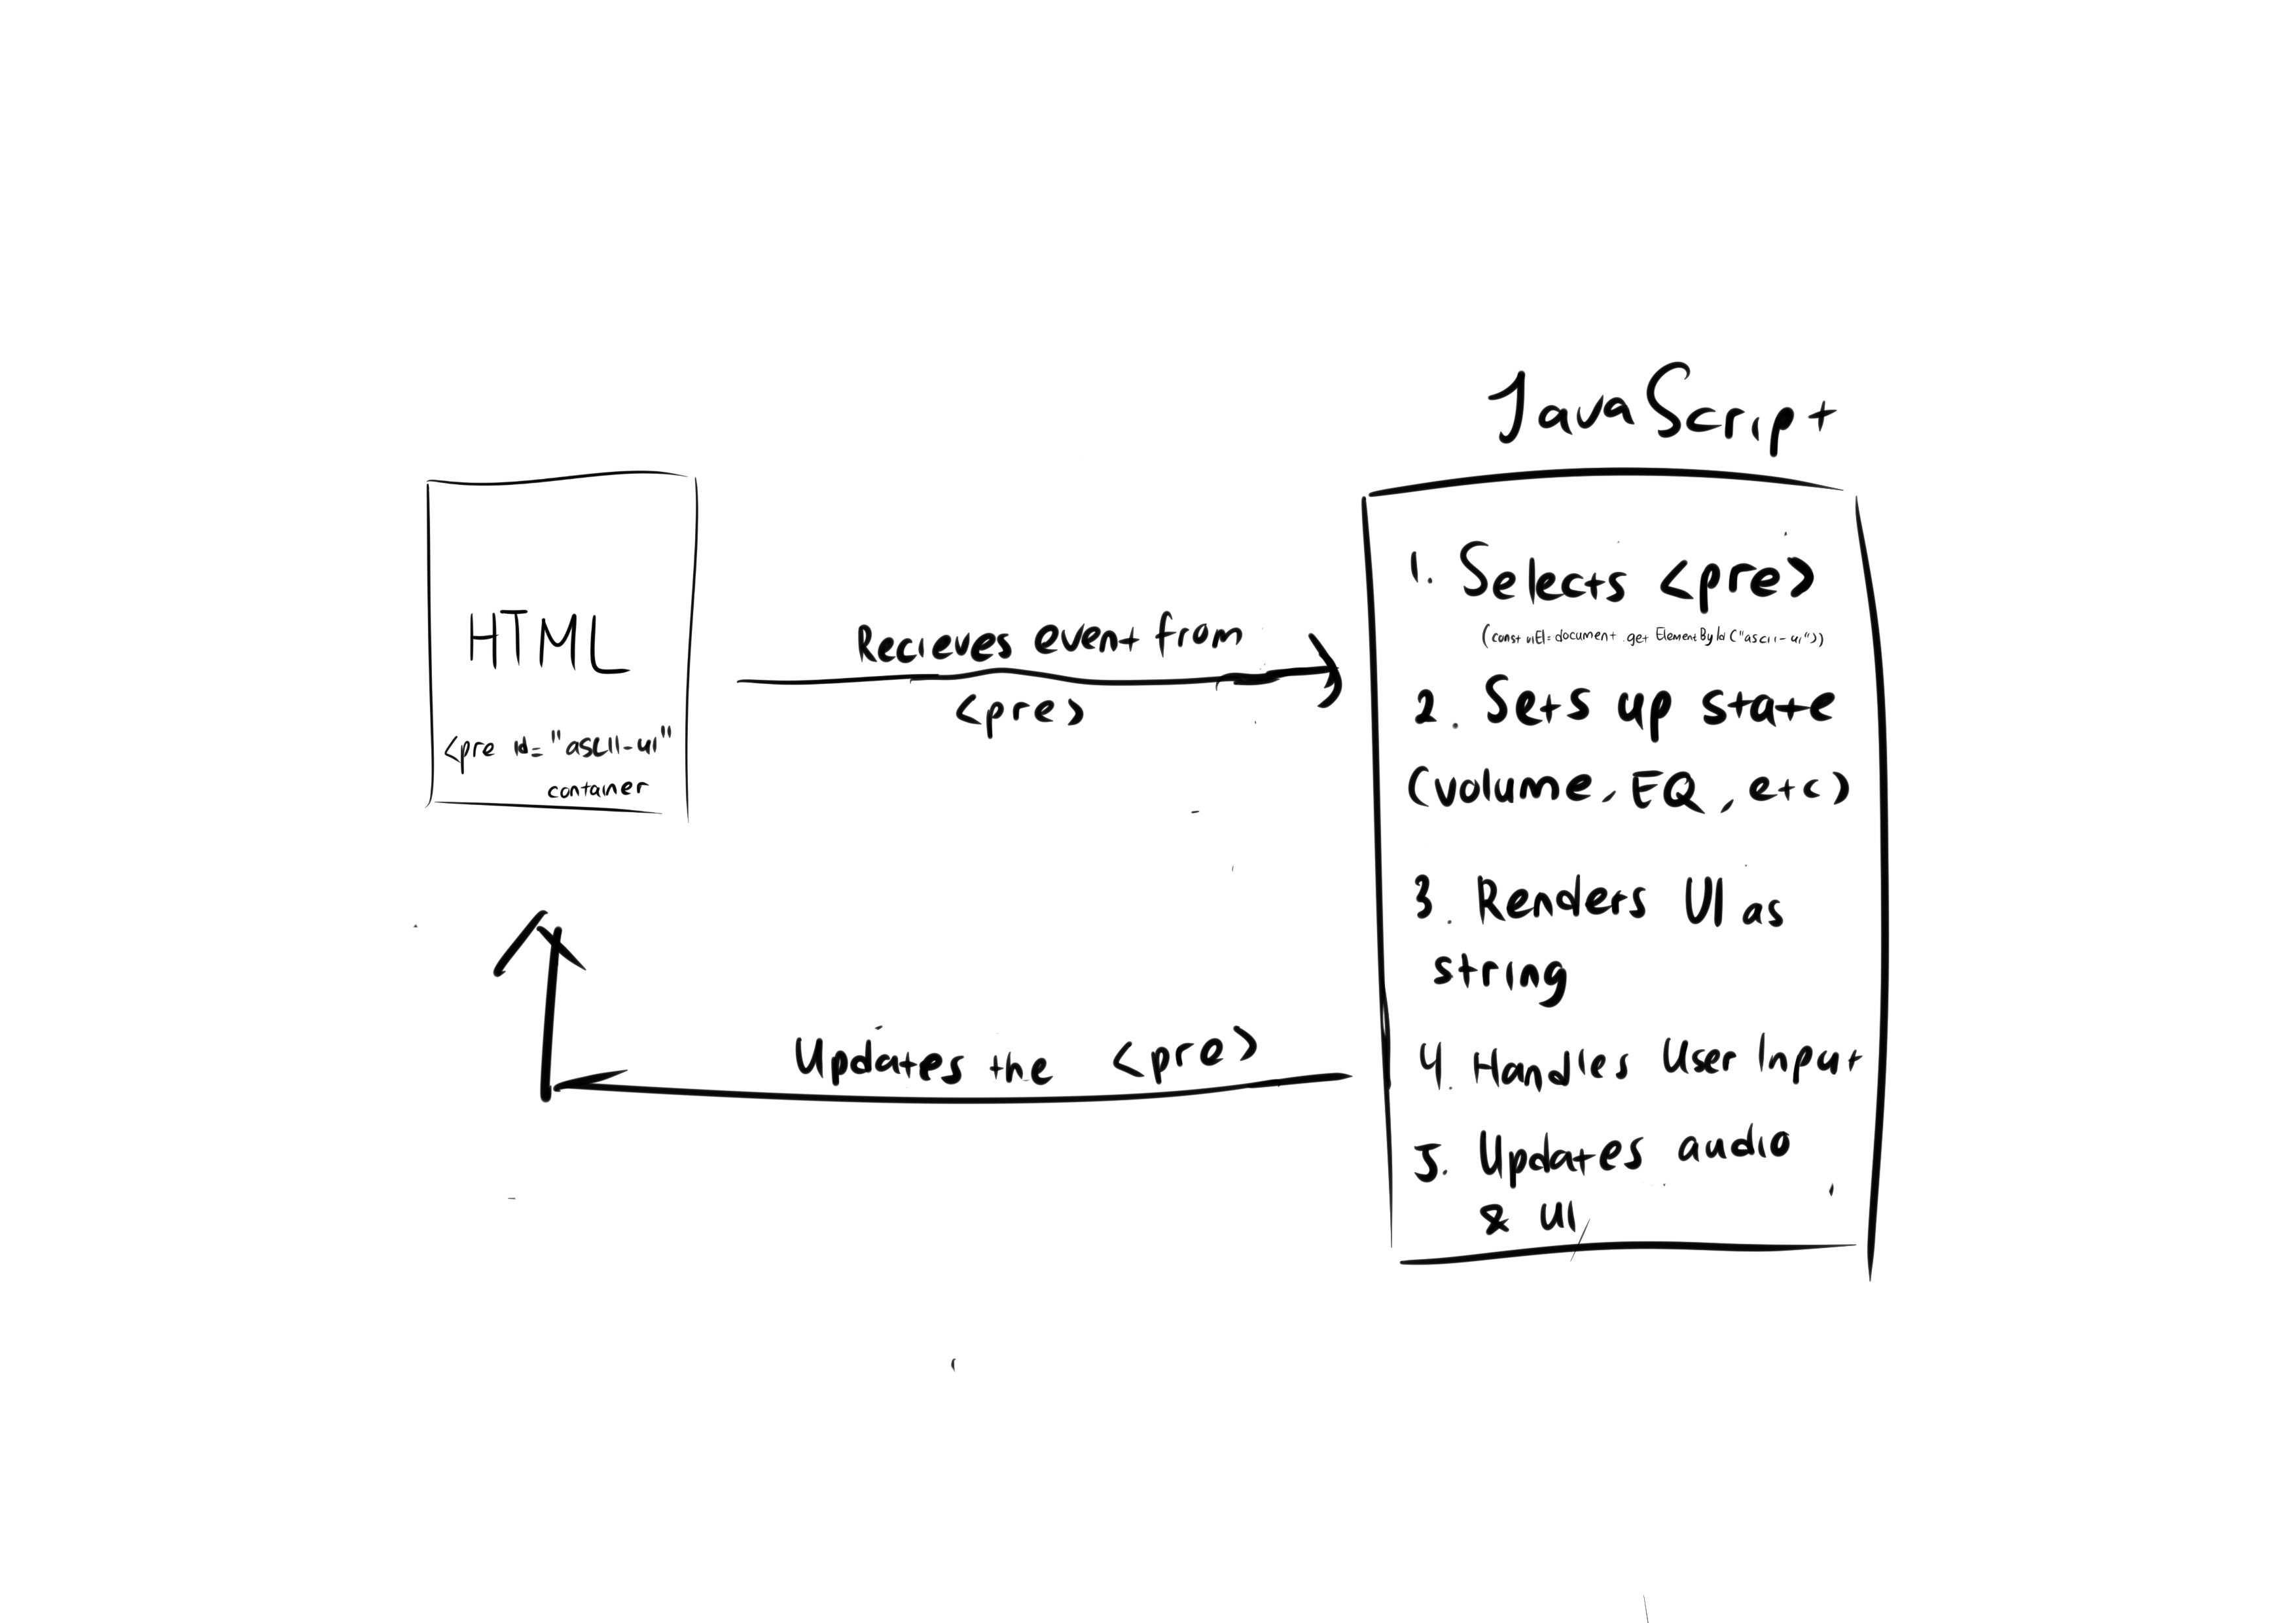 JavaScript
HTML
<pre id="ascii-ui"
container
Recieves event from
<pre>
1. Selects <pre>
(const uiEl = document.getElementById("ascii-ui"))
2. Sets up state
(volume, EQ, etc)
3. Renders UI as
string
4. Handles User Input
5. Updates audio
& UI
Updates the <pre>